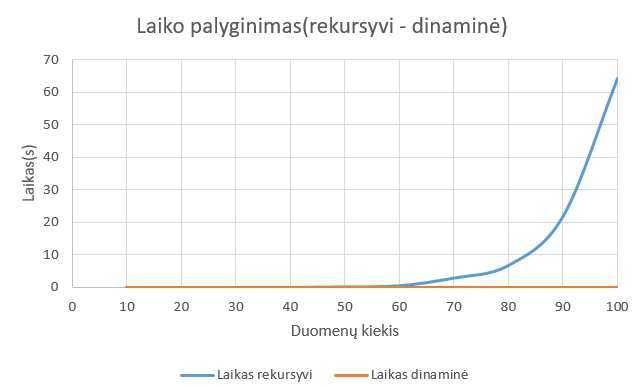 Laiko palyginimas(rekursyvi - dinaminė)
70
60
50
40
30
20
10
0
Laikas(s)
0 10 20 30 40 50 60 70 80 90 100
Duomenų kiekis
Laikas rekursyvi Laikas dinaminė